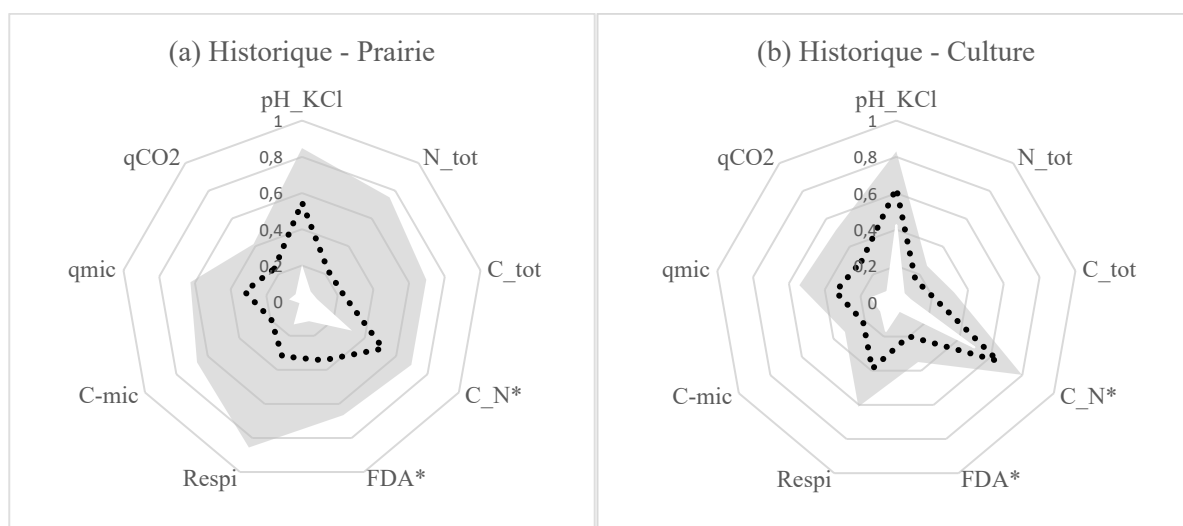 (a) Historique - Prairie
pH_KCl
1
N_tot
0,8
0,6
C_tot
0,4
0,2
C_N*
0
FDA*
Respi
C-mic
qmic
qCO2
(b) Historique - Culture
pH_KCl
1
N_tot
0,8
0,6
C_tot
0,4
0,2
C_N*
0
FDA*
Respi
C-mic
qmic
qCO2